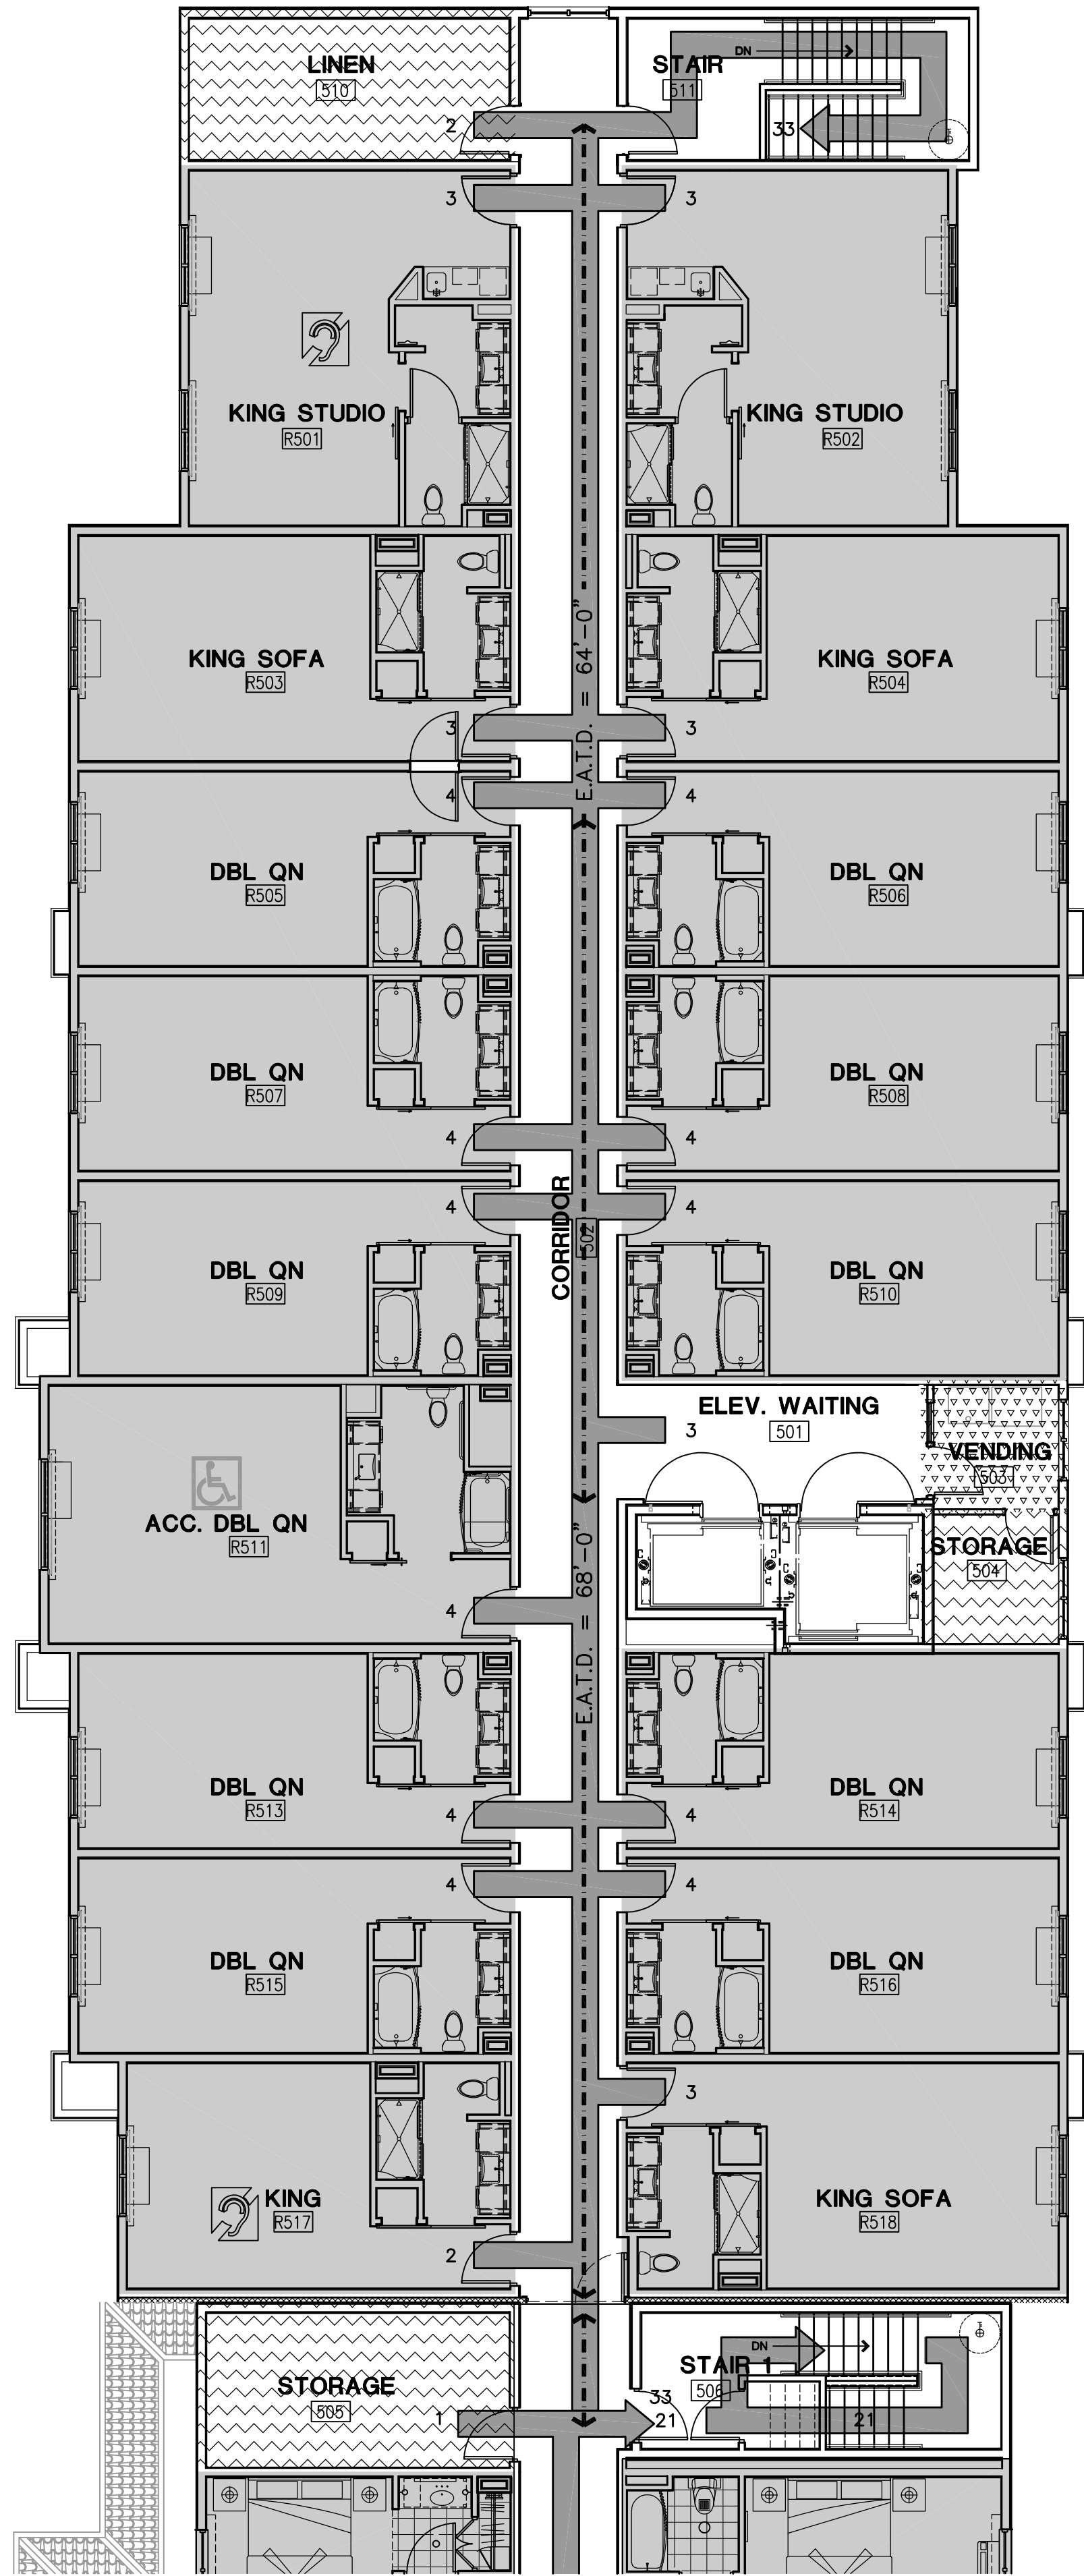 LINEN
510
STAIR
511
DN
33
2
3
3
KING STUDIO
R501
KING STUDIO
R502
KING SOFA
R503
KING SOFA
R504
E.A.T.D. = 64'-0"
3
3
4
4
DBL QN
R505
DBL QN
R506
DBL QN
R507
DBL QN
R508
4
4
CORRIDOR
502
4
4
DBL QN
R509
DBL QN
R510
ELEV. WAITING
501
3
VENDING
503
ACC. DBL QN
R511
STORAGE
504
E.A.T.D. = 68'-0"
4
DBL QN
R513
DBL QN
R514
4
4
4
4
DBL QN
R515
DBL QN
R516
3
KING
R517
KING SOFA
R518
2
STORAGE
505
STAIR 1
506
DN
33
21
21
1